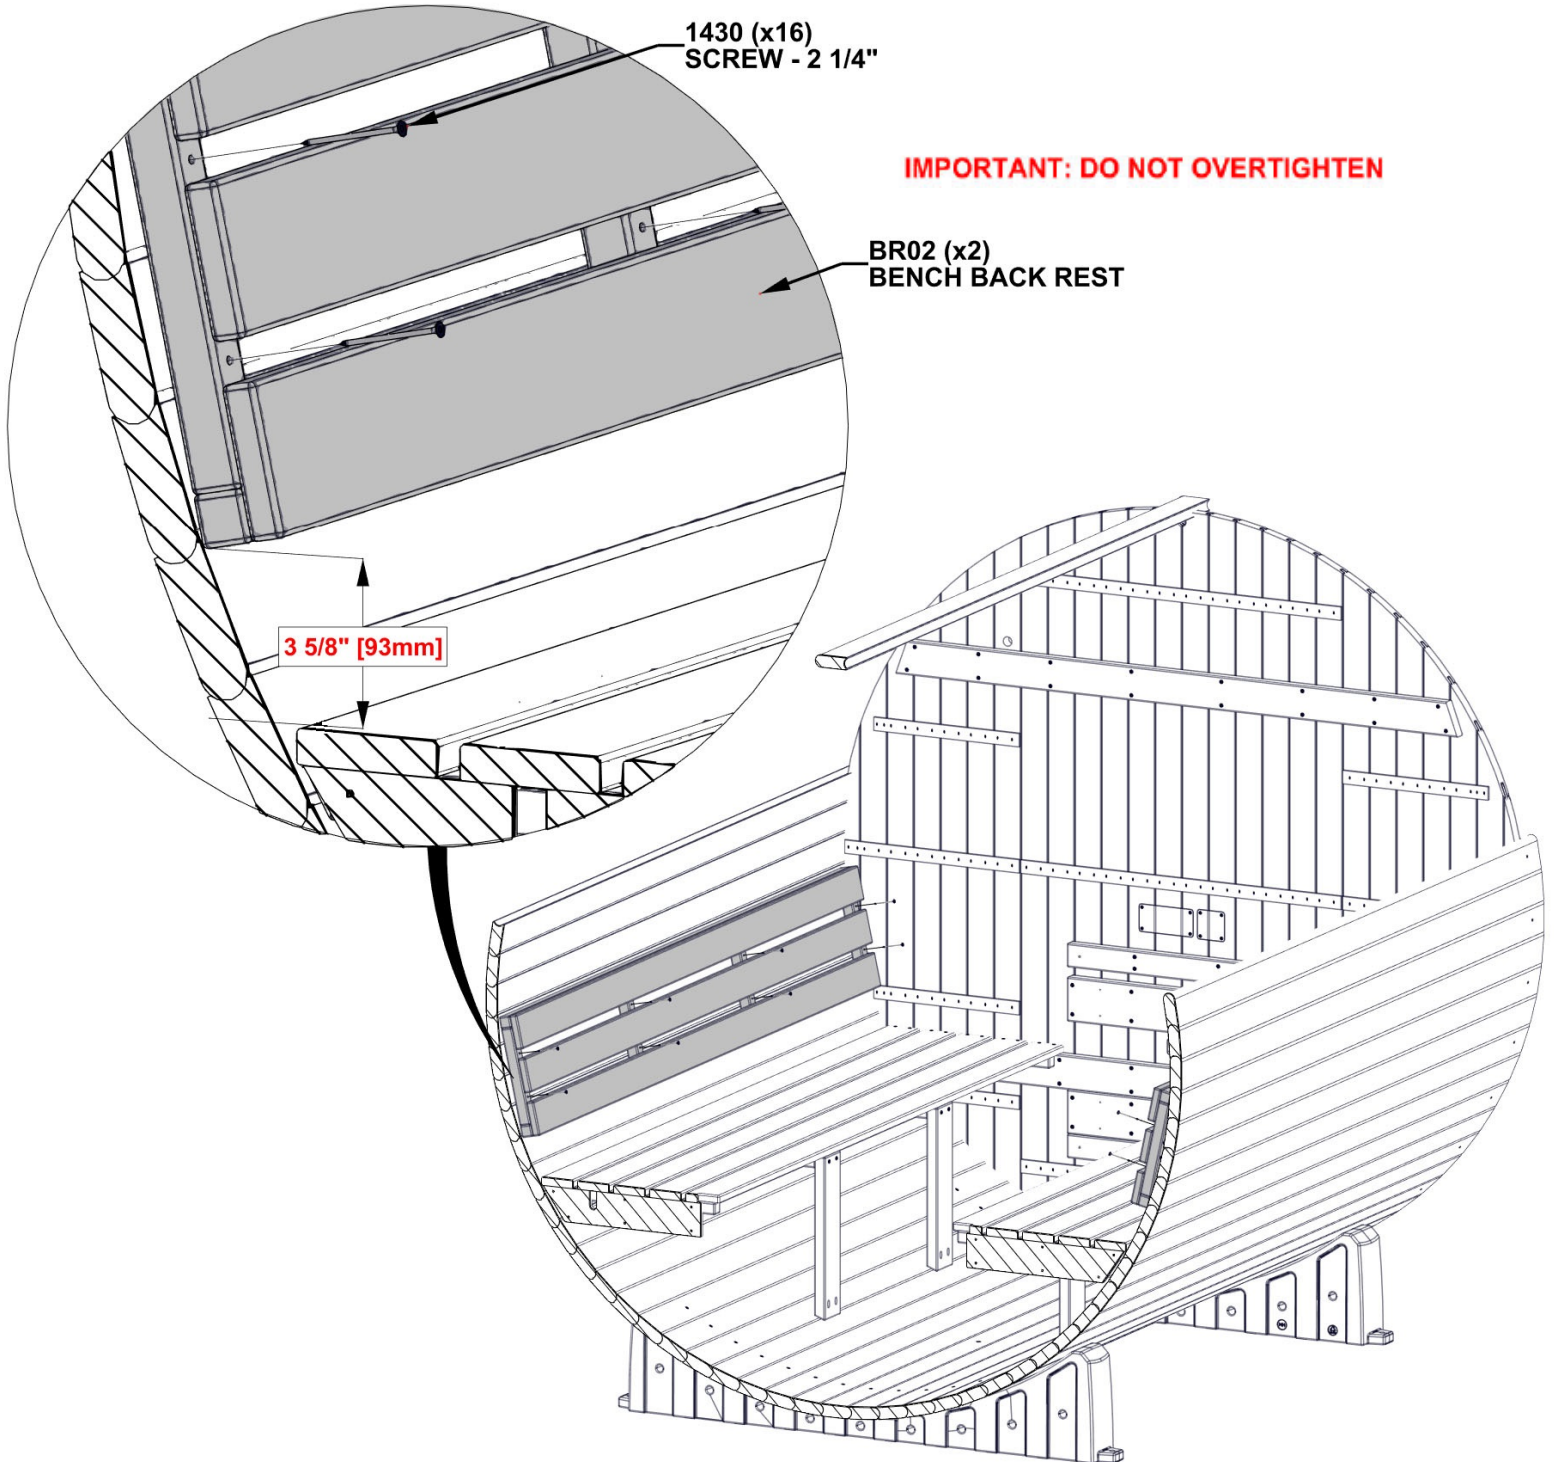 1430 (x16)
SCREW - 2 1/4"
IMPORTANT: DO NOT OVERTIGHTEN
BR02 (x2)
BENCH BACK REST
3 5/8" [93mm]